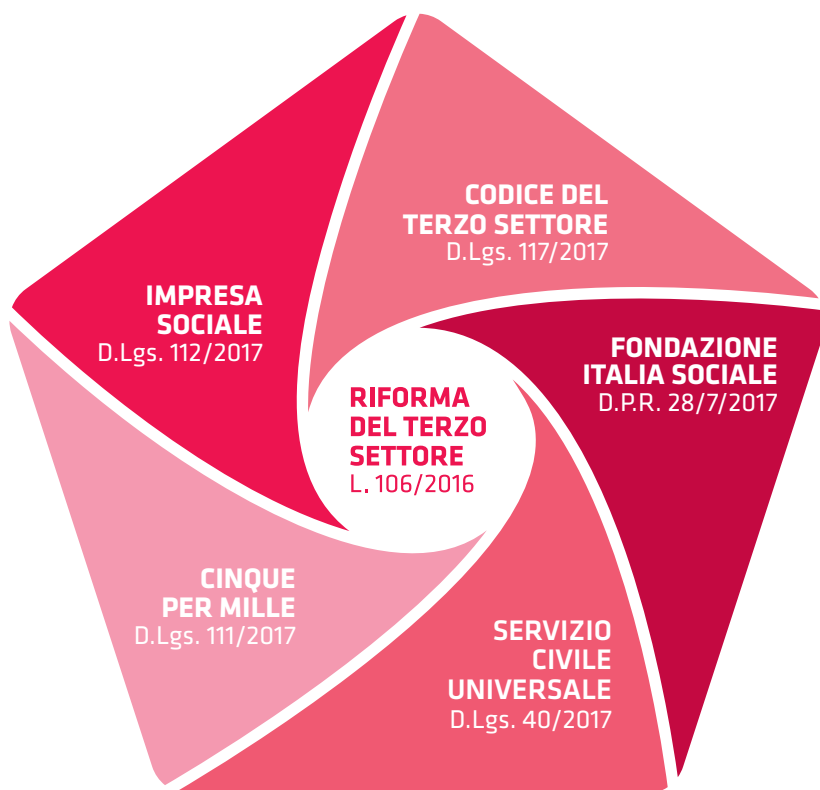 CODICE DEL
TERZO SETTORE
D.Lgs. 117/2017
IMPRESA
SOCIALE
D.Lgs. 112/2017
FONDAZIONE
ITALIA SOCIALE
D.P.R. 28/7/2017
RIFORMA
DEL TERZO
SETTORE
L. 106/2016
CINQUE
PER MILLE
D.Lgs. 111/2017
SERVIZIO
CIVILE
UNIVERSALE
D.Lgs. 40/2017